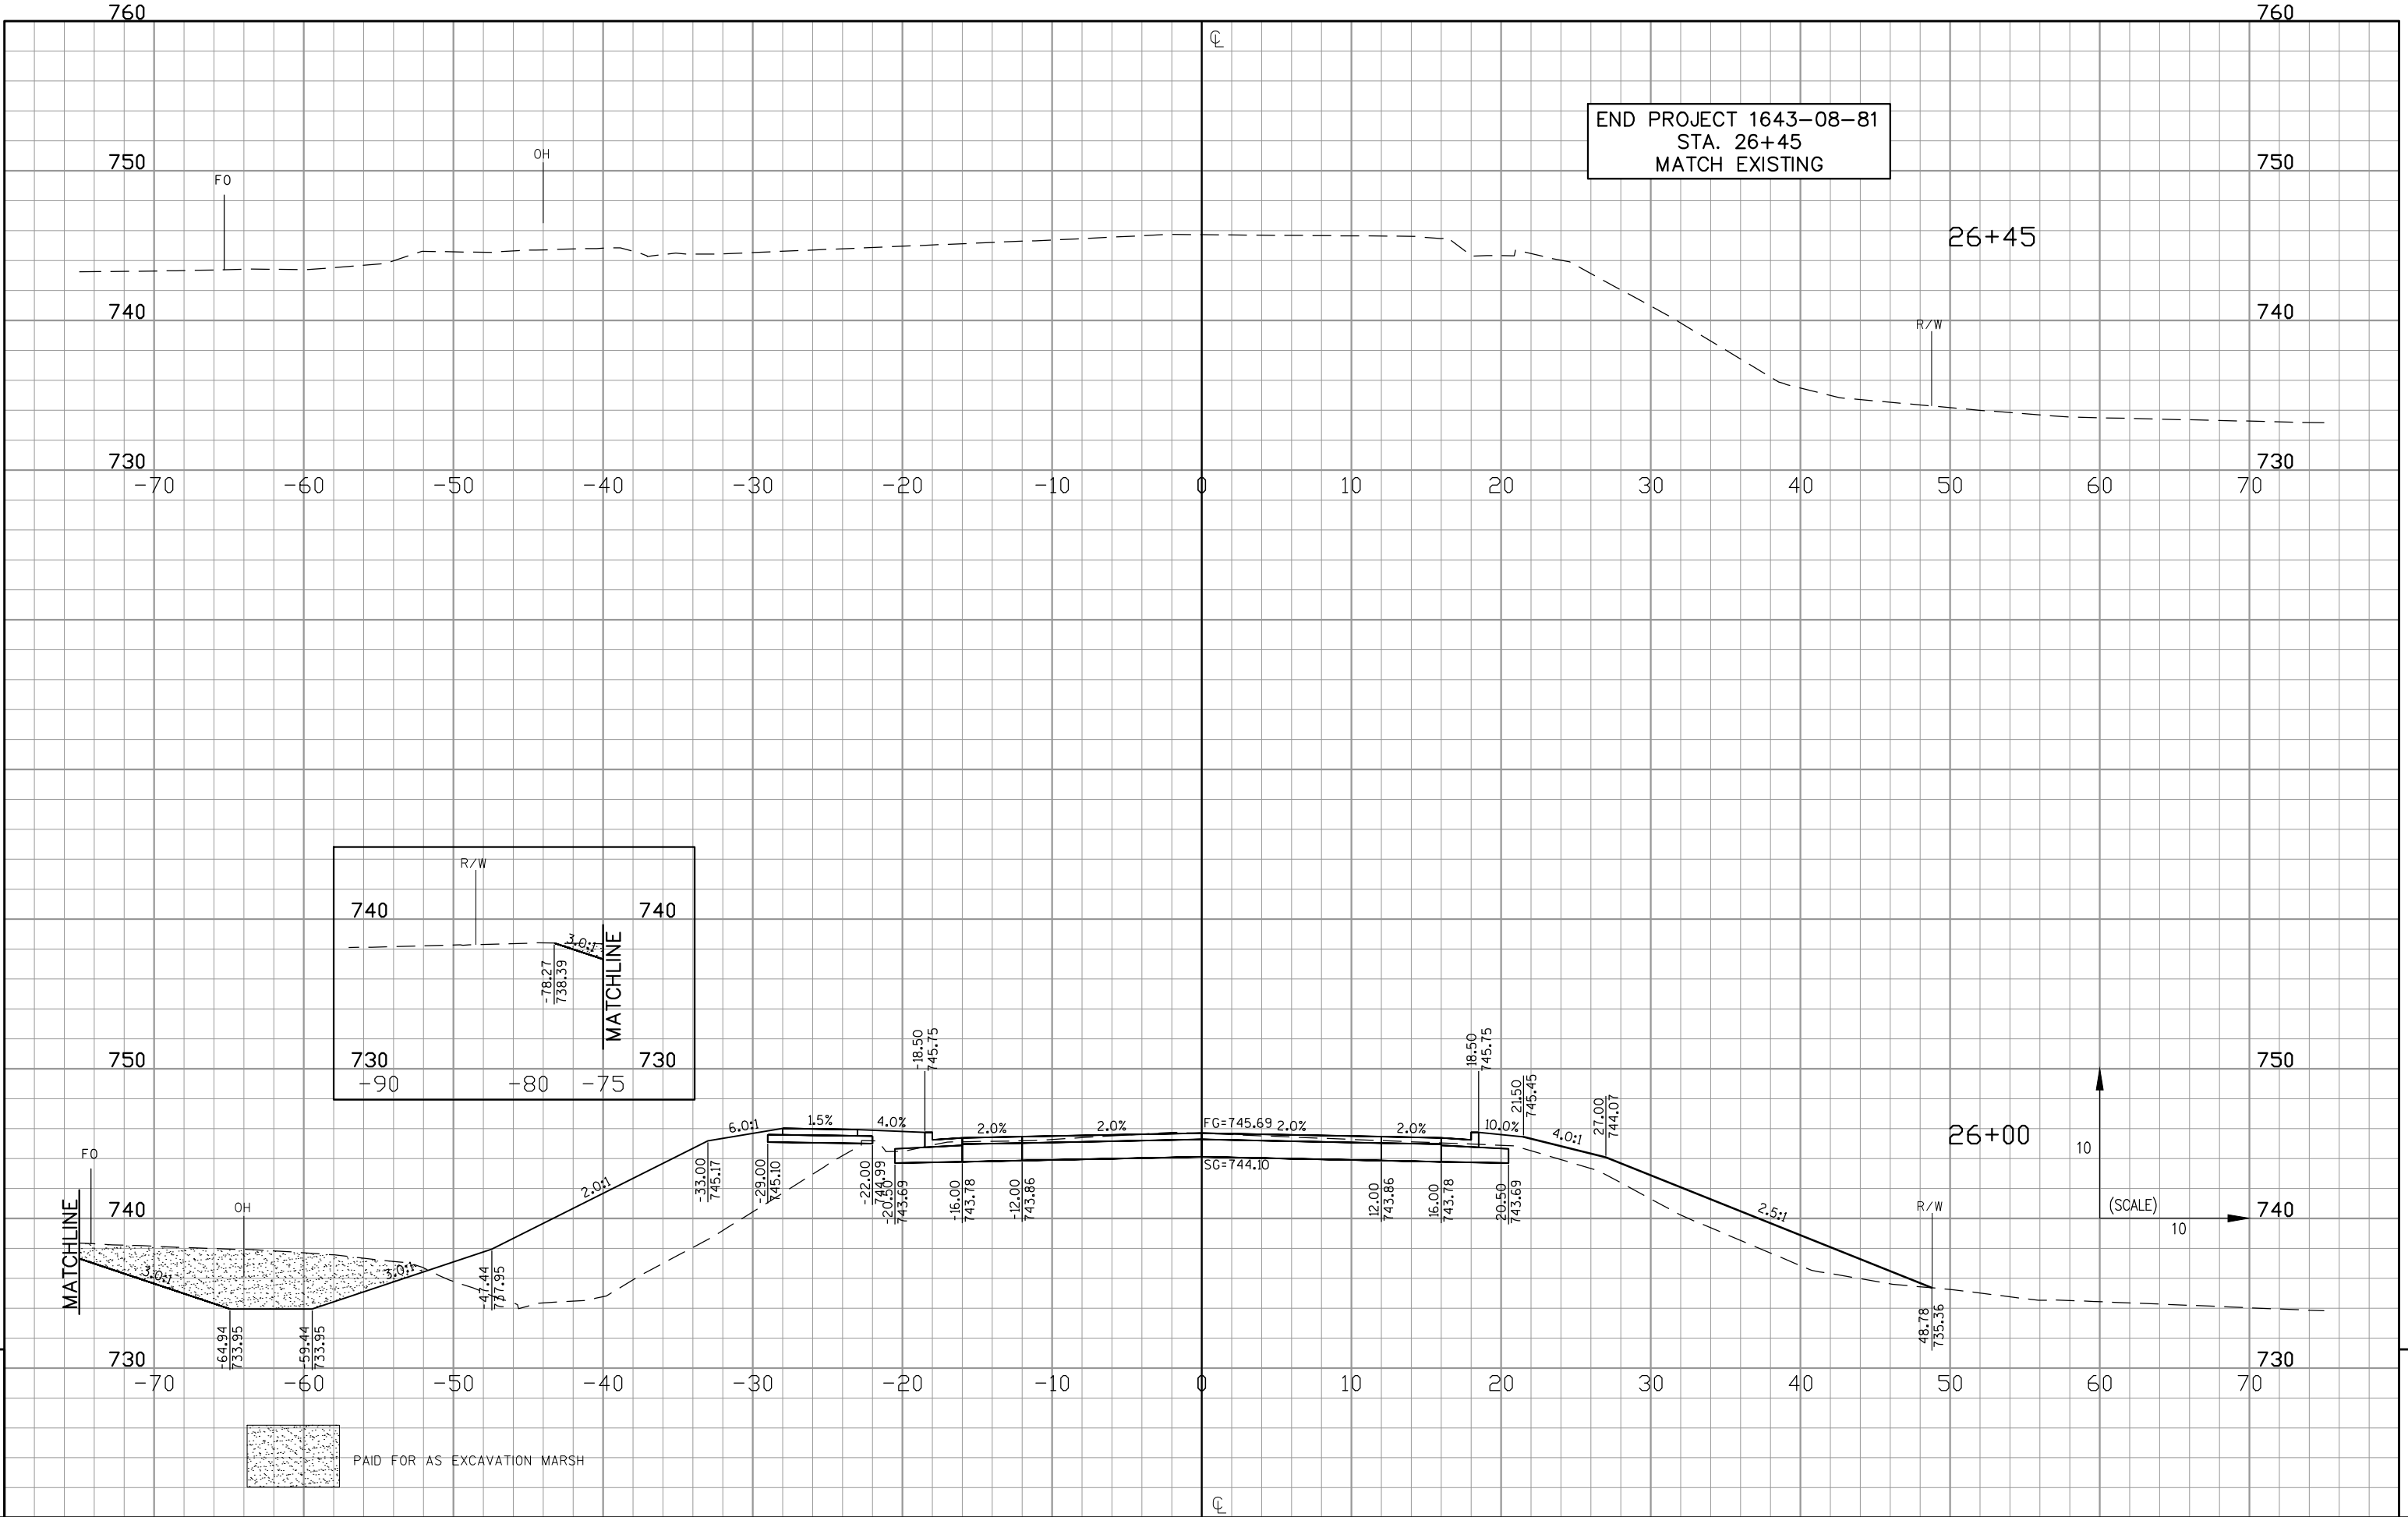 760 760
℄
END PROJECT 1643-08-81
STA. 26+45
MATCH EXISTING
750 750
OH
FO
26+45
740 740
R/W
730 730
-70 -60 -50 -40 -30 -20 -10 0 10 20 30 40 50 60 70
R/W
740 740
3.0:1
-78.27
738.39
MATCHLINE
730 730
-90 -80 -75
750 750
-18.50
745.75
18.50
745.75
21.50
745.45
27.00
744.07
6.0:1 1.5% 4.0% 2.0% 2.0% FG=745.69 2.0% 2.0% 10.0% 4.0:1
26+00
10
FO
SG=744.10
2.0:1
-33.00
745.17
-29.00
745.10
-22.00
744.99
-20.50
743.69
-16.00
743.78
-12.00
743.86
12.00
743.86
16.00
743.78
20.50
743.69
2.5:1
740 740
OH
R/W
(SCALE)
10
MATCHLINE
3.0:1 3.0:1
-47.44
737.95
-64.94
733.95
-59.44
733.95
48.78
735.36
730 730
-70 -60 -50 -40 -30 -20 -10 0 10 20 30 40 50 60 70
PAID FOR AS EXCAVATION MARSH
℄